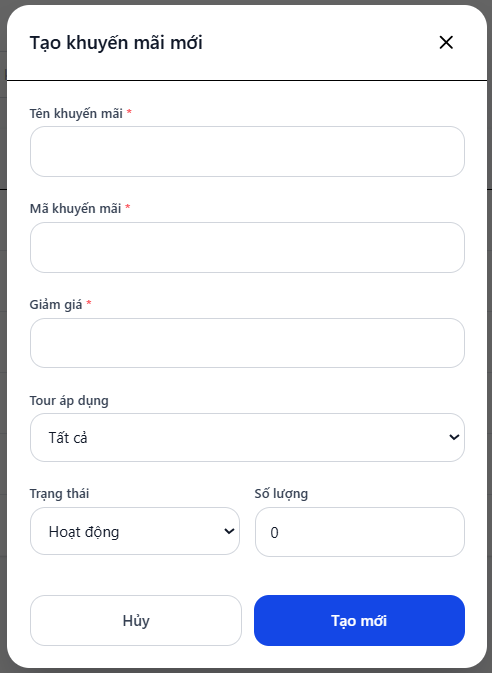 Tạo khuyến mãi mới
Tên khuyến mãi *
Mã khuyến mãi *
Giảm giá *
Tour áp dụng
Tất cả
Trạng thái
Số lượng
Hoạt động
0
Hủy
Tạo mới